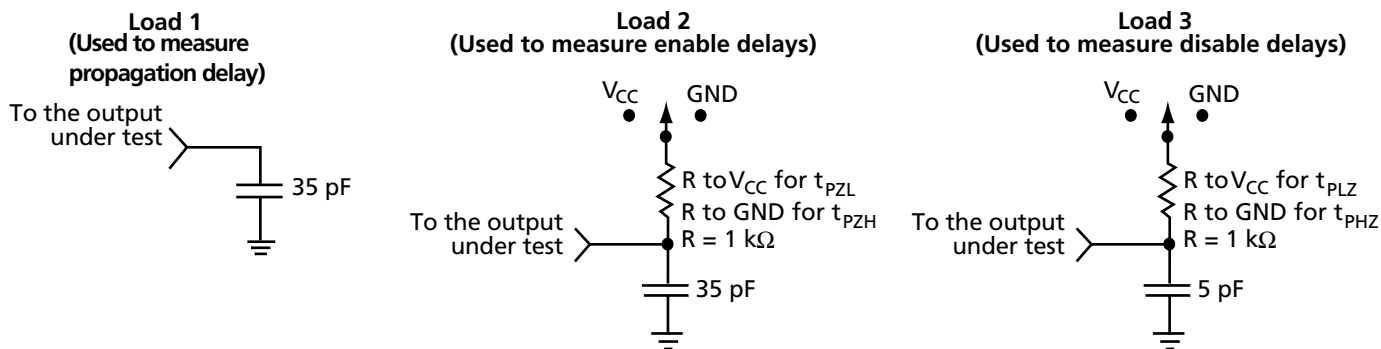 Load 1
(Used to measure
propagation delay)
To the output
under test
35 pF
Load 2
(Used to measure enable delays)
VCC
GND
R to VCC for tPZL
R to GND for tPZH
R = 1 kΩ
To the output
under test
35 pF
Load 3
(Used to measure disable delays)
VCC
GND
R to VCC for tPLZ
R to GND for tPHZ
R = 1 kΩ
To the output
under test
5 pF